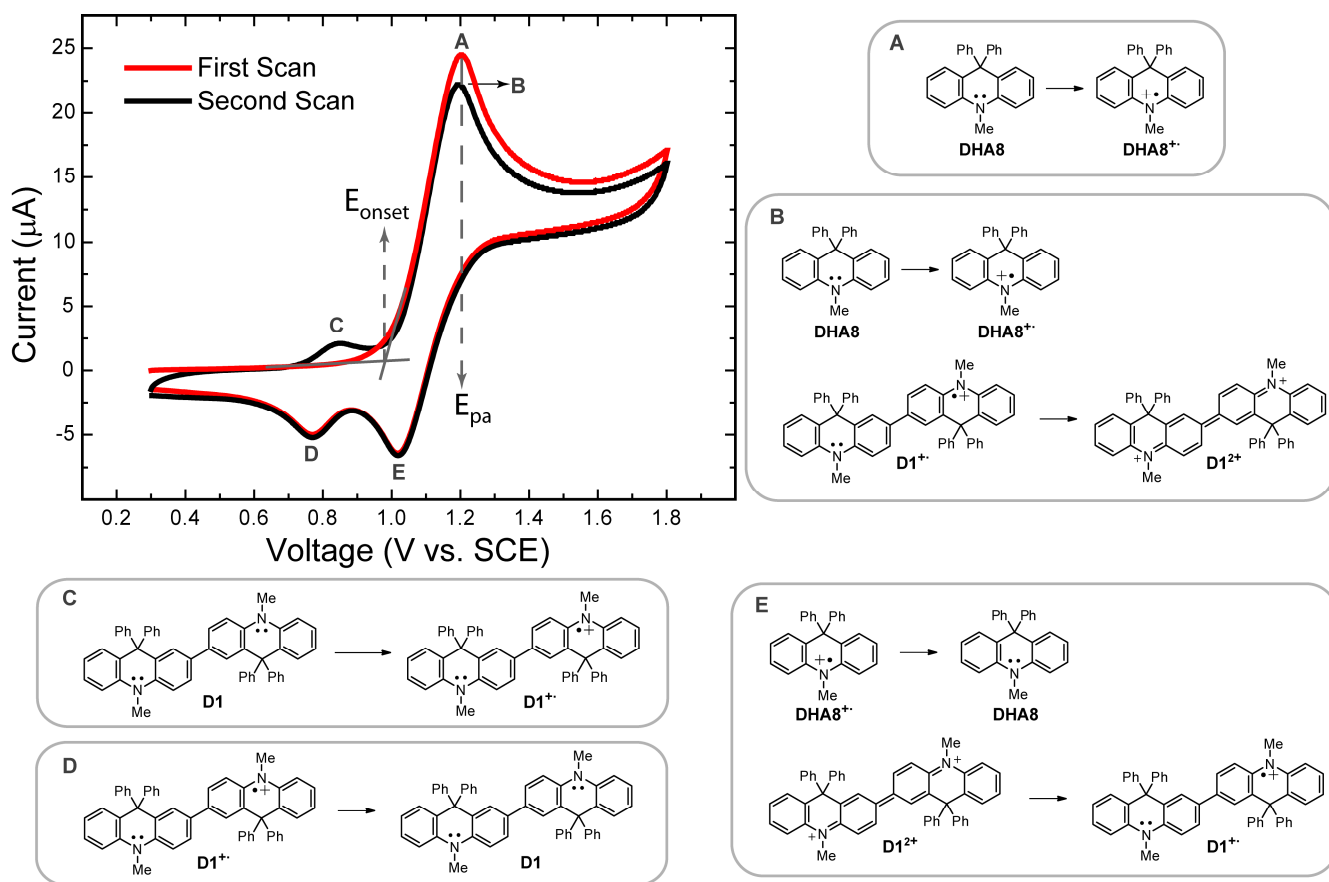 25
20
15
10
5
0
-5
Current (μA)
First Scan
Second Scan
A
B
E_onset
C
E_pa
D
E
0.2 0.4 0.6 0.8 1.0 1.2 1.4 1.6 1.8
Voltage (V vs. SCE)
A
Ph Ph
N
Me
DHA8
Ph Ph
+•
N
Me
DHA8+·
B
Ph Ph
N
Me
DHA8
Ph Ph
+•
N
Me
DHA8+·
Me
N
•+
Ph Ph
Ph Ph
N
Me
D1+·
Me
N +
Ph Ph
Ph Ph
+ N
Me
D12+
C
Me
N
Ph Ph
Ph Ph
N
Me
D1
Me
N
•+
Ph Ph
Ph Ph
N
Me
D1+·
D
Me
N
•+
Ph Ph
Ph Ph
N
Me
D1+·
Me
N
Ph Ph
Ph Ph
N
Me
D1
E
Ph Ph
+•
N
Me
DHA8+·
Ph Ph
N
Me
DHA8
Me
N +
Ph Ph
Ph Ph
+ N
Me
D12+
Me
N
•+
Ph Ph
Ph Ph
N
Me
D1+·